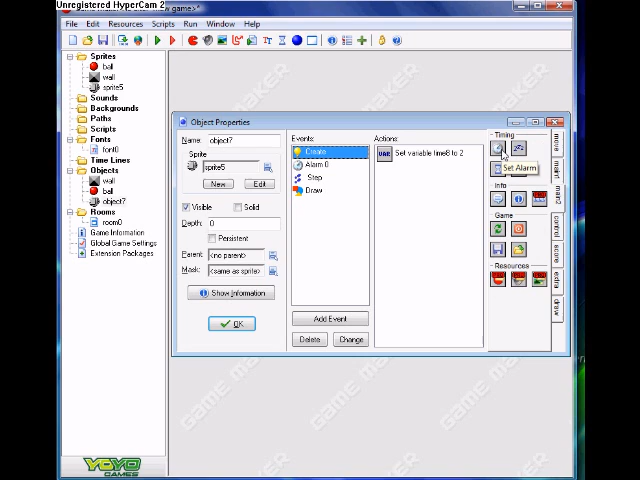 Unregistered HyperCam 2
game>*
File Edit Resources Scripts Run Window Help
Sprites
ball
wall
sprite5
Sounds
Backgrounds
Paths
Scripts
Fonts
font0
Time Lines
Objects
wall
ball
object7
Rooms
room0
Game Information
Global Game Settings
Extension Packages
YOYO
GAMES
Object Properties
Name: object7
Sprite
sprite5
New Edit
Visible Solid
Depth: 0
Persistent
Parent: <no parent>
Mask: <same as sprite>
Show Information
OK
Events:
Create
Alarm 0
Step
Draw
Add Event
Delete Change
Actions:
VAR Set variable time8 to 2
Timing
Set Alarm
Info
Game
Resources
move
main1
main2
control
score
extra
draw
GAME MAKER